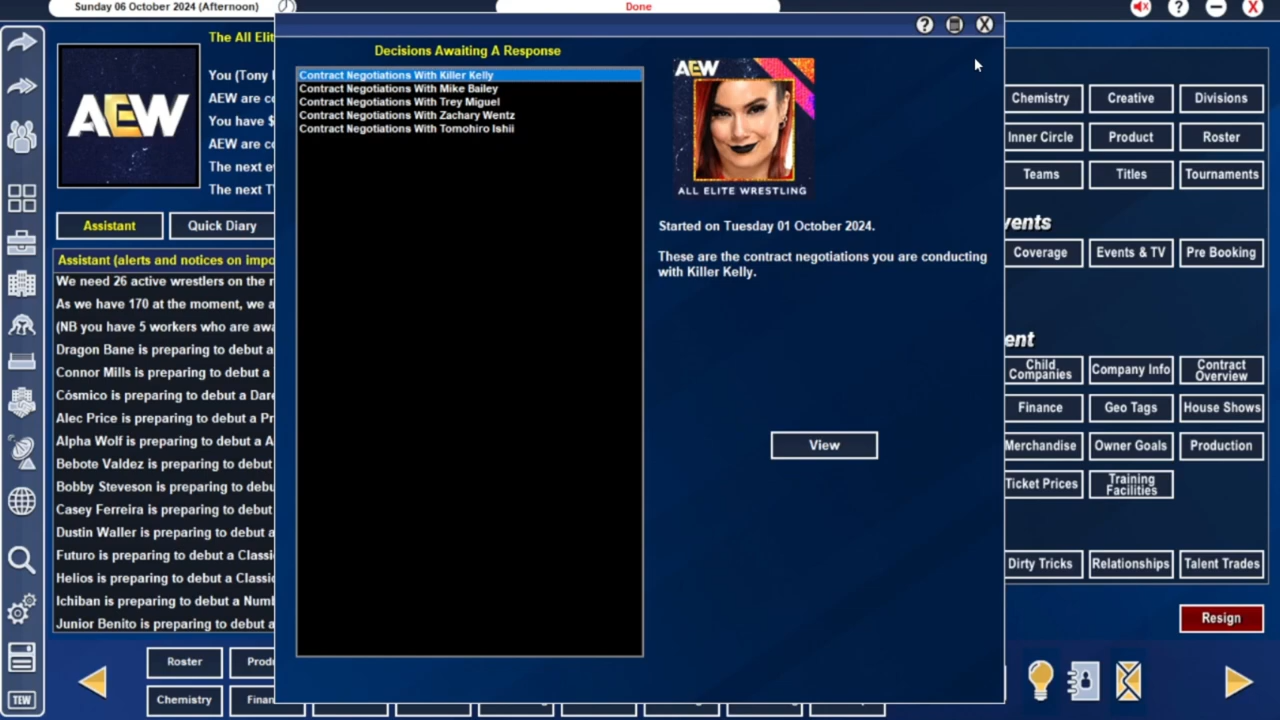 Sunday 06 October 2024 (Afternoon)
Done
The All Elit
You (Tony
AEW are co
You have $
AEW are co
The next e
The next T
AEW
Assistant
Quick Diary
Assistant (alerts and notices on impo
We need 26 active wrestlers on the r
As we have 170 at the moment, we a
(NB you have 5 workers who are awa
Dragon Bane is preparing to debut a
Connor Mills is preparing to debut a
Cósmico is preparing to debut a Dare
Alec Price is preparing to debut a Pr
Alpha Wolf is preparing to debut a A
Bebote Valdez is preparing to debut
Bobby Steveson is preparing to debu
Casey Ferreira is preparing to debut
Dustin Waller is preparing to debut a
Futuro is preparing to debut a Classi
Helios is preparing to debut a Classic
Ichiban is preparing to debut a Numb
Junior Benito is preparing to debut a
Decisions Awaiting A Response
Contract Negotiations With Killer Kelly
Contract Negotiations With Mike Bailey
Contract Negotiations With Trey Miguel
Contract Negotiations With Zachary Wentz
Contract Negotiations With Tomohiro Ishii
AEW
ALL ELITE WRESTLING
Started on Tuesday 01 October 2024.
These are the contract negotiations you are conducting
with Killer Kelly.
View
Chemistry
Creative
Divisions
Inner Circle
Product
Roster
Teams
Titles
Tournaments
vents
Coverage
Events & TV
Pre Booking
ent
Child
Companies
Company Info
Contract
Overview
Finance
Geo Tags
House Shows
Merchandise
Owner Goals
Production
Ticket Prices
Training
Facilities
Dirty Tricks
Relationships
Talent Trades
Resign
TEW
Roster
Prod
Chemistry
Finan